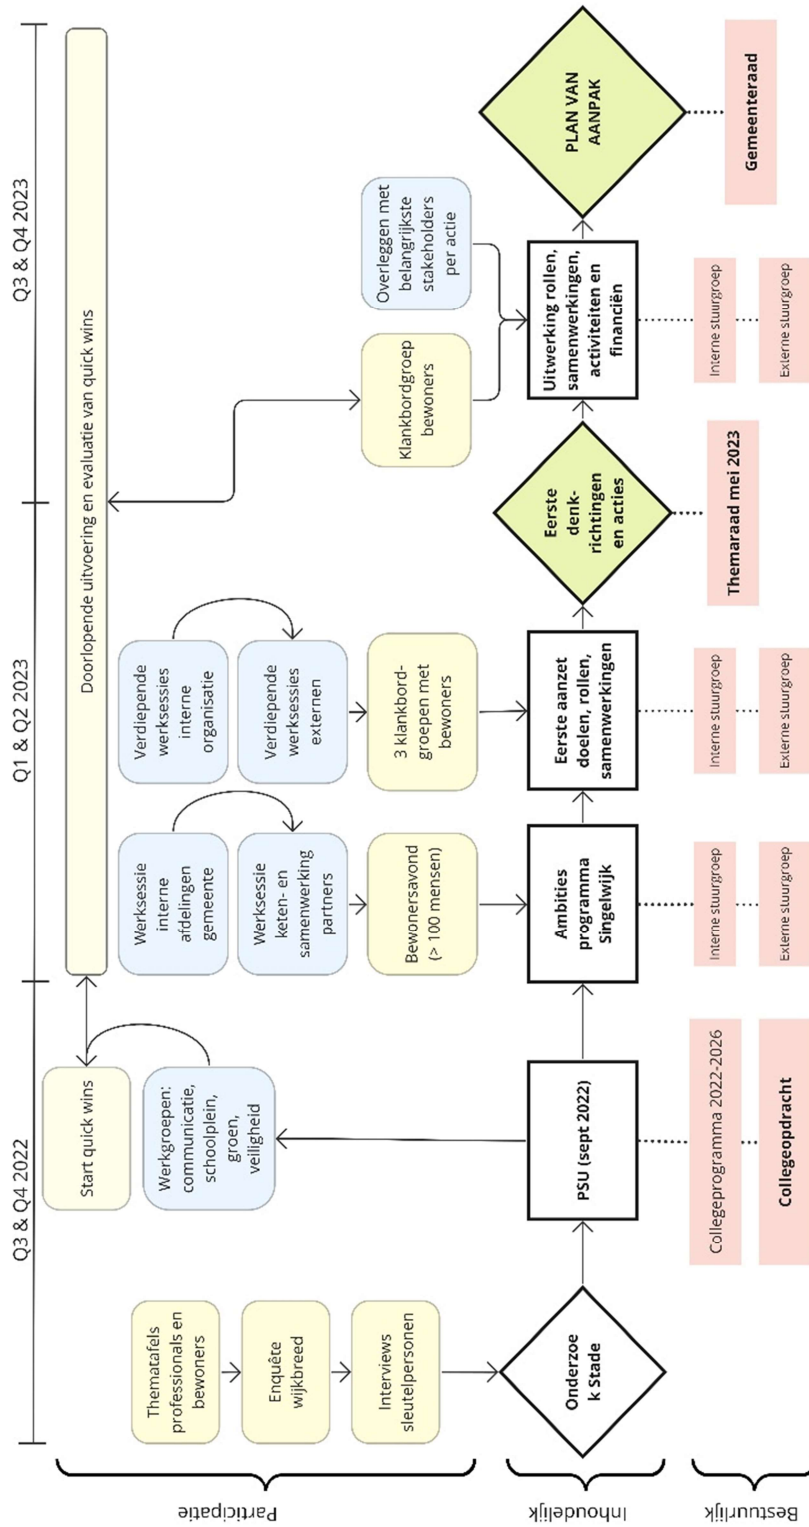 Q3 & Q4 2022
Q1 & Q2 2023
Q3 & Q4 2023
Participatie
Start quick wins
Doorlopende uitvoering en evaluatie van quick wins
Werkgroepen:
communicatie,
schoolplein,
groen,
veiligheid
Thematafels
professionals en
bewoners
Enquête
wijkbreed
Interviews
sleutelpersonen
Werksessie
interne
afdelingen
gemeente
Werksessie
keten- en
samenwerking
partners
Bewonersavond
(> 100 mensen)
Verdiepende
werksessies
interne
organisatie
Verdiepende
werksessies
externen
3 klankbord-
groepen met
bewoners
Klankbordgroep
bewoners
Overleggen met
belangrijkste
stakeholders
per actie
Inhoudelijk
Onderzoe
k Stade
PSU (sept 2022)
Ambities
programma
Singelwijk
Eerste aanzet
doelen, rollen,
samenwerkingen
Eerste
denk-
richtingen
en acties
Uitwerking rollen,
samenwerkingen,
activiteiten en
financiën
PLAN VAN
AANPAK
Bestuurlijk
Collegeprogramma 2022-2026
Collegeopdracht
Interne stuurgroep
Externe stuurgroep
Interne stuurgroep
Externe stuurgroep
Themaraad mei 2023
Interne stuurgroep
Externe stuurgroep
Gemeenteraad